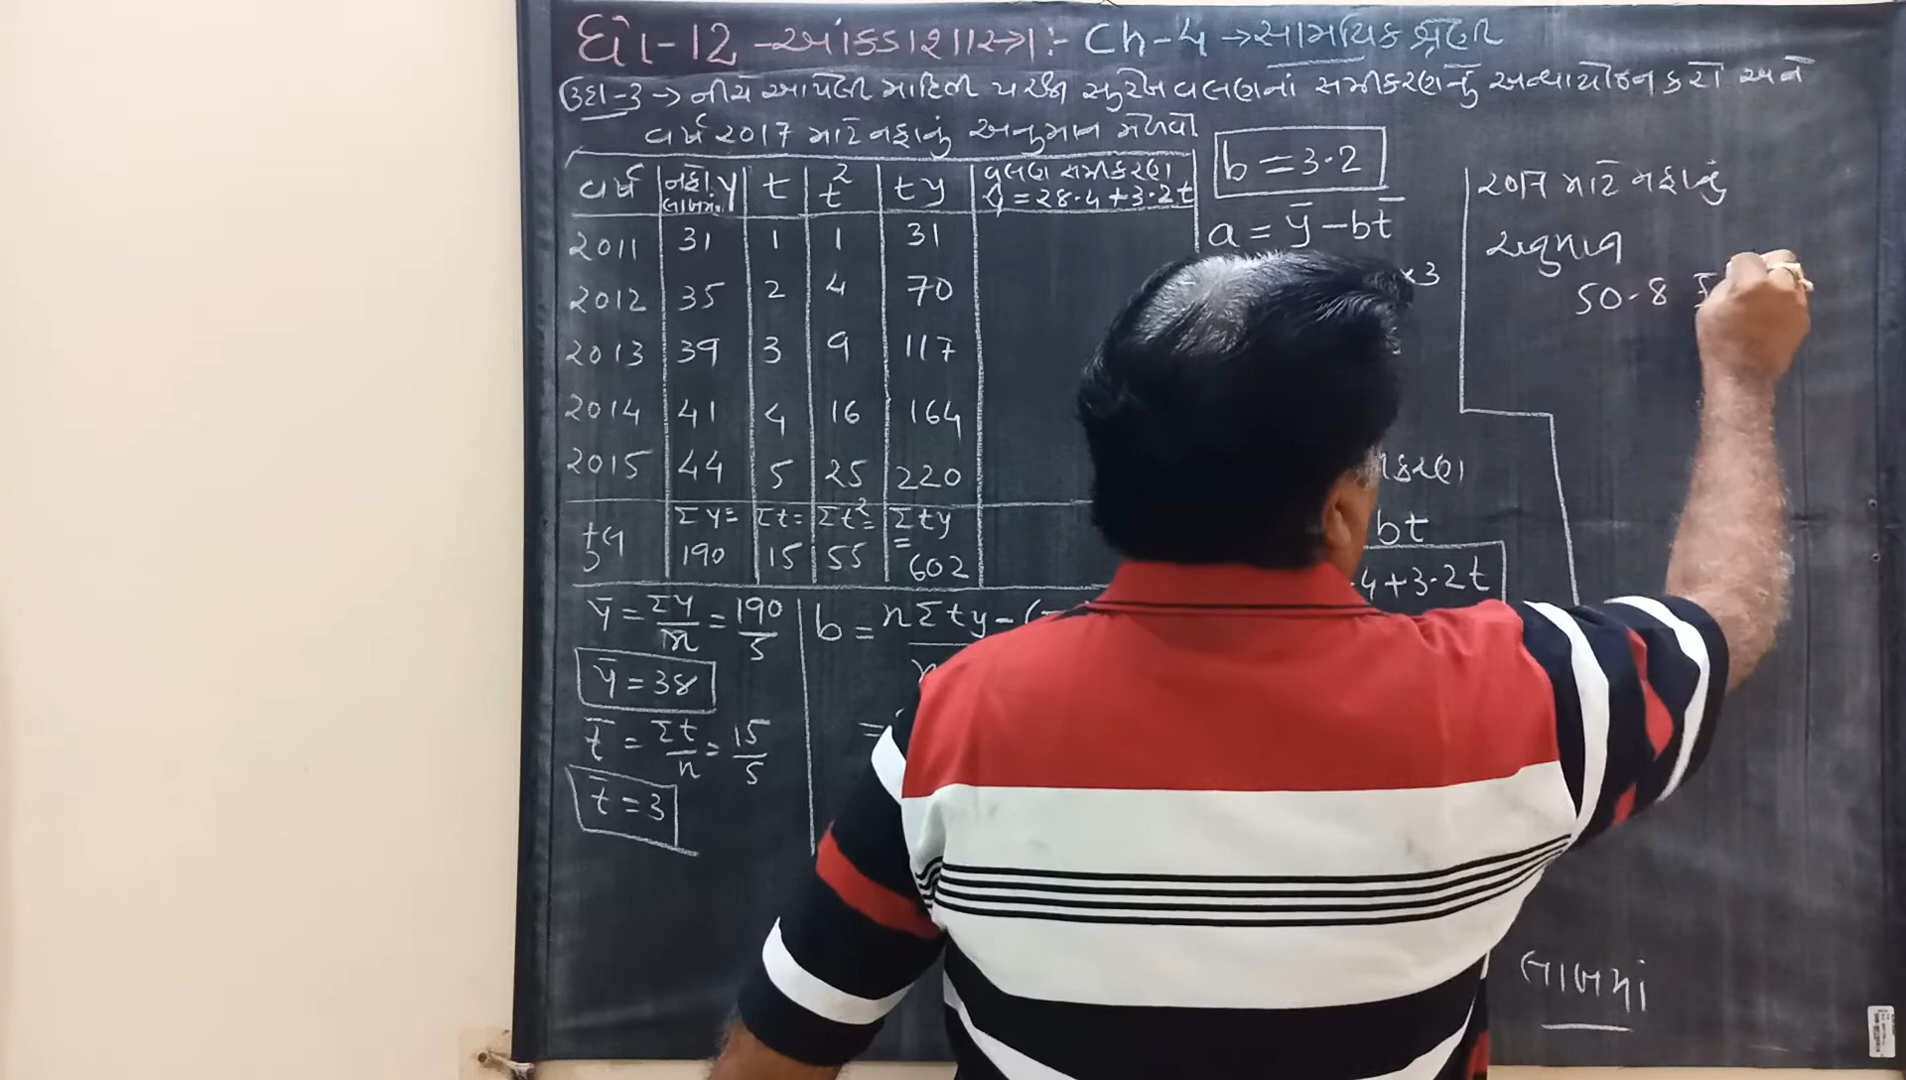 ધો-12 -આંકડાશાસ્ત્ર :- Ch-4 → સામયિક શ્રેણી
ઉદા-૩ → નીચે આપેલી માહિતી પરથી સુરેખ વલણનાં સમીકરણનું અન્વાયોજન કરો અને
વર્ષ ૨૦૧૭ માટે નફાનું અનુમાન મેળવો.
વર્ષ નફો y લાખમાં t t² ty વલણ સમીકરણ ŷ = 28.4 + 3.2t
2011 31 1 1 31
2012 35 2 4 70
2013 39 3 9 117
2014 41 4 16 164
2015 44 5 25 220
કુલ Σy = 190 Σt = 15 Σt² = 55 Σty = 602
ȳ = Σy/n = 190/5
ȳ = 38
t̄ = Σt/n = 15/5
t̄ = 3
b = nΣty - (
=
b = 3.2
a = ȳ - bt̄
×3
bt
.4 + 3.2t
2017 માટે નફાનું
અનુમાન
50.8
લાખમાં